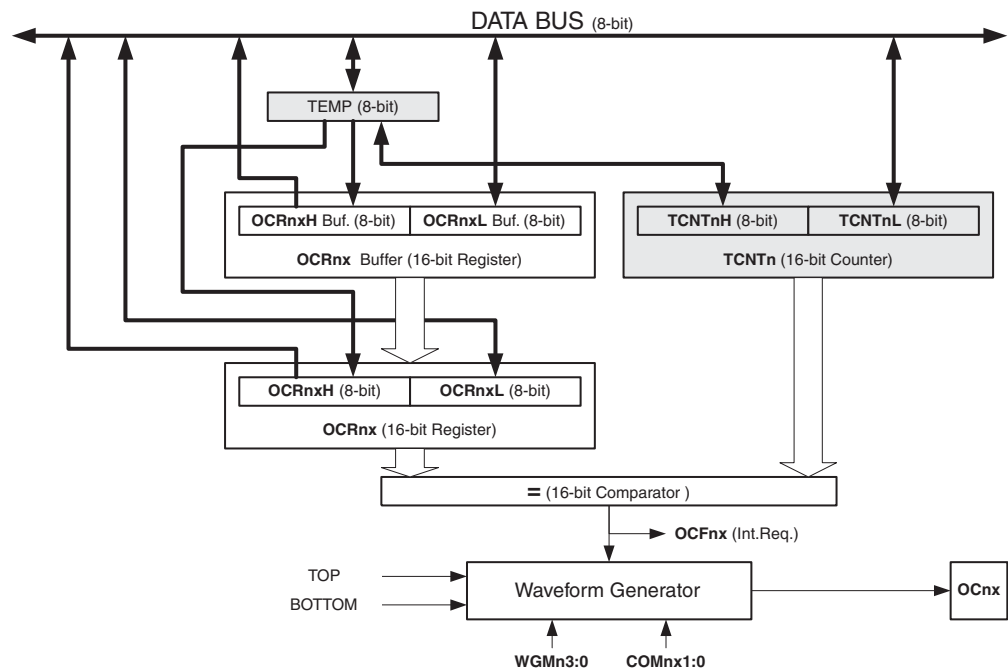 DATA BUS (8-bit)
TEMP (8-bit)
OCRnxH Buf. (8-bit) OCRnxL Buf. (8-bit)
OCRnx Buffer (16-bit Register)
TCNTnH (8-bit) TCNTnL (8-bit)
TCNTn (16-bit Counter)
OCRnxH (8-bit) OCRnxL (8-bit)
OCRnx (16-bit Register)
= (16-bit Comparator )
OCFnx (Int.Req.)
TOP
BOTTOM
Waveform Generator
OCnx
WGMn3:0 COMnx1:0